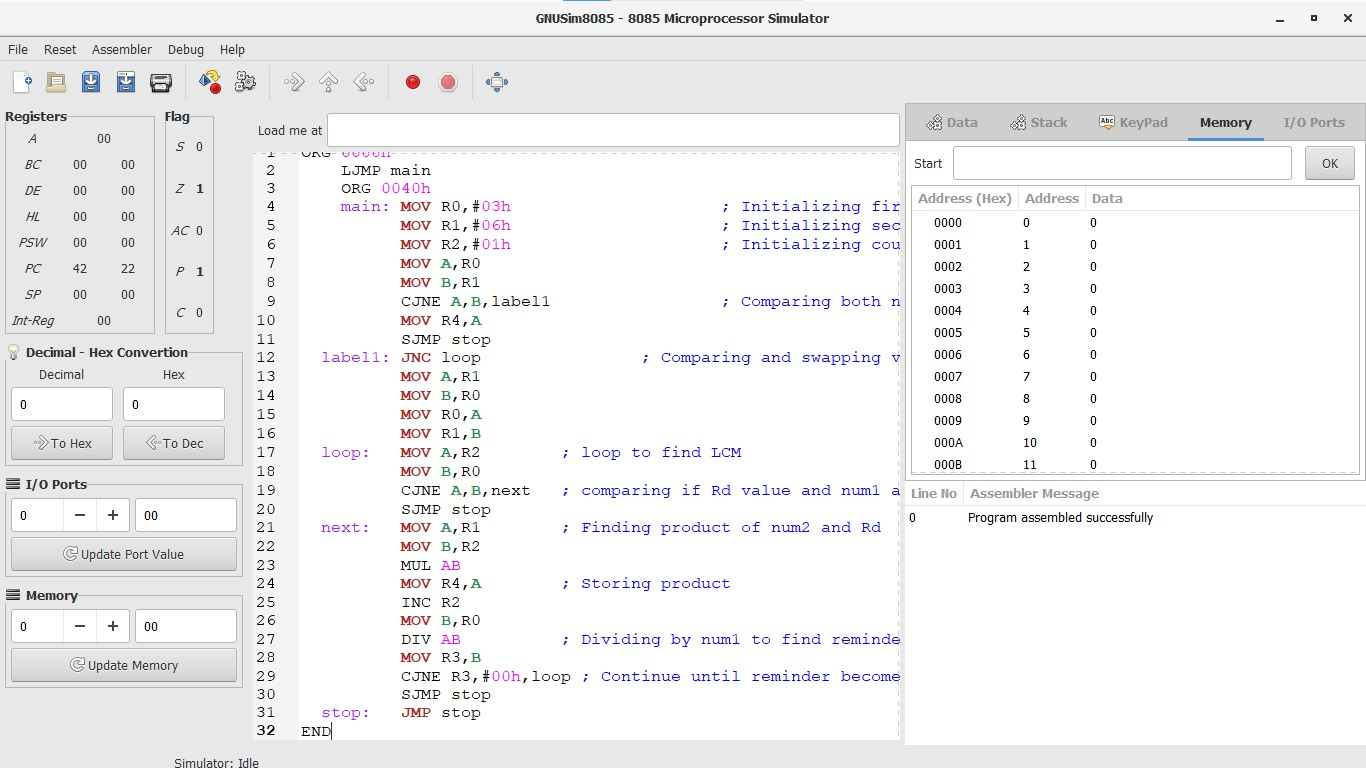 GNUSim8085 - 8085 Microprocessor Simulator
File Reset Assembler Debug Help
Registers
A 00
BC 00 00
DE 00 00
HL 00 00
PSW 00 00
PC 42 22
SP 00 00
Int-Reg 00
Flag
S 0
Z 1
AC 0
P 1
C 0
Decimal - Hex Convertion
Decimal Hex
0 0
To Hex To Dec
I/O Ports
0 − + 00
Update Port Value
Memory
0 − + 00
Update Memory
Load me at
1 ORG 0000h
2 LJMP main
3 ORG 0040h
4 main: MOV R0,#03h ; Initializing fir
5 MOV R1,#06h ; Initializing sec
6 MOV R2,#01h ; Initializing cou
7 MOV A,R0
8 MOV B,R1
9 CJNE A,B,label1 ; Comparing both n
10 MOV R4,A
11 SJMP stop
12 label1: JNC loop ; Comparing and swapping v
13 MOV A,R1
14 MOV B,R0
15 MOV R0,A
16 MOV R1,B
17 loop: MOV A,R2 ; loop to find LCM
18 MOV B,R0
19 CJNE A,B,next ; comparing if Rd value and num1 a
20 SJMP stop
21 next: MOV A,R1 ; Finding product of num2 and Rd
22 MOV B,R2
23 MUL AB
24 MOV R4,A ; Storing product
25 INC R2
26 MOV B,R0
27 DIV AB ; Dividing by num1 to find reminde
28 MOV R3,B
29 CJNE R3,#00h,loop ; Continue until reminder become
30 SJMP stop
31 stop: JMP stop
32 END
Data Stack Abc KeyPad Memory I/O Ports
Start OK
Address (Hex) Address Data
0000 0 0
0001 1 0
0002 2 0
0003 3 0
0004 4 0
0005 5 0
0006 6 0
0007 7 0
0008 8 0
0009 9 0
000A 10 0
000B 11 0
Line No Assembler Message
0 Program assembled successfully
Simulator: Idle